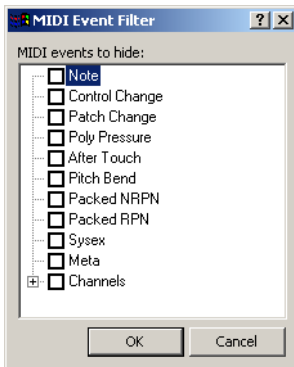 MIDI Event Filter
MIDI events to hide:
Note
Control Change
Patch Change
Poly Pressure
After Touch
Pitch Bend
Packed NRPN
Packed RPN
Sysex
Meta
Channels
OK Cancel